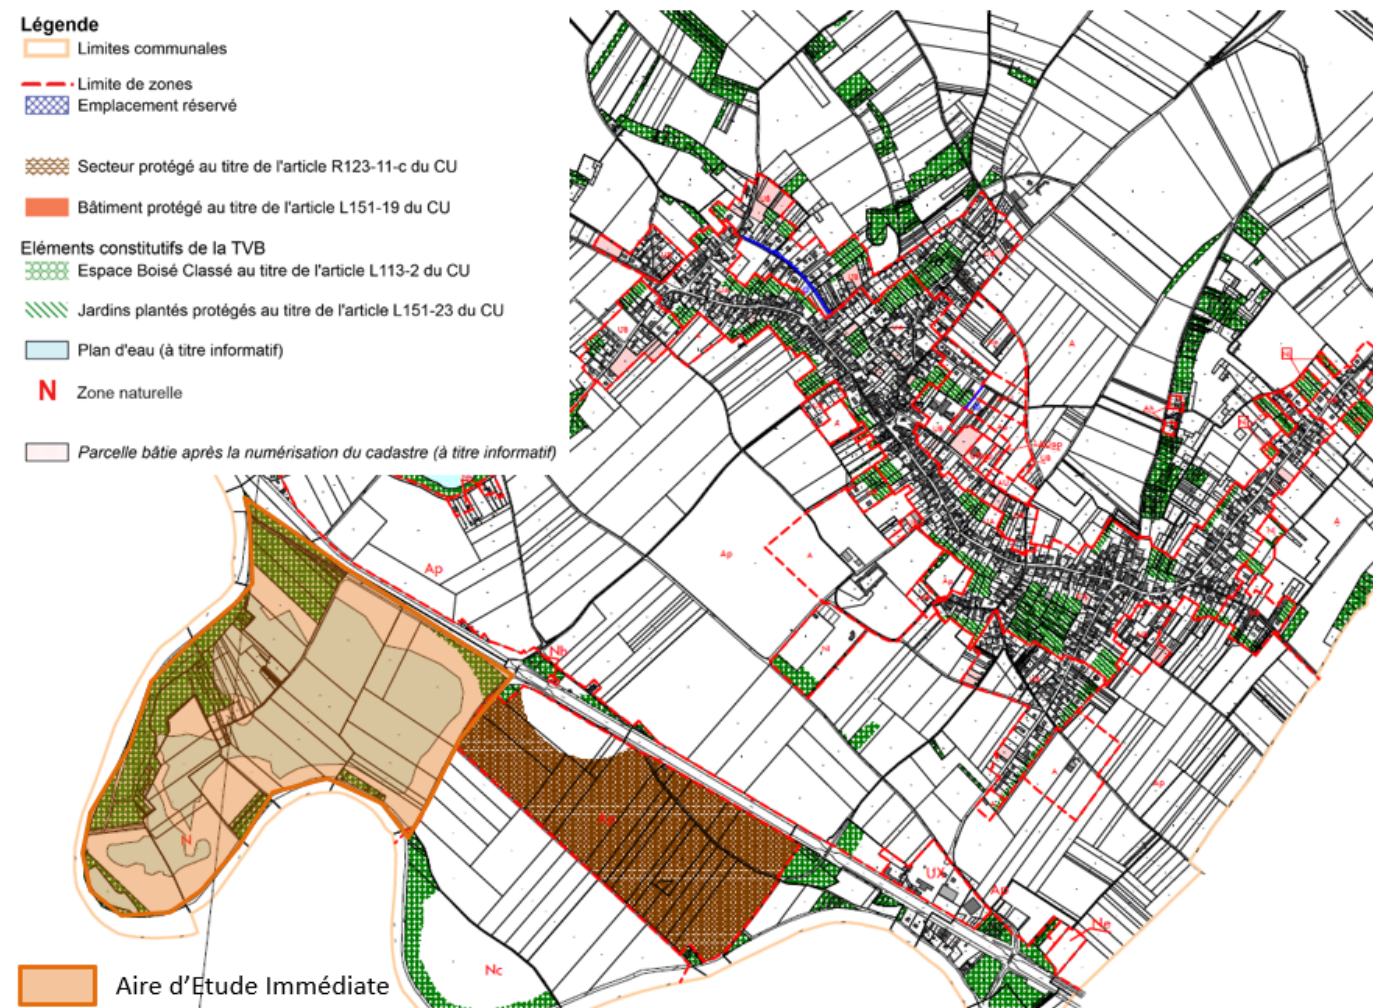 Légende
Limites communales
Limite de zones
Emplacement réservé
Secteur protégé au titre de l'article R123-11-c du CU
Bâtiment protégé au titre de l'article L151-19 du CU
Eléments constitutifs de la TVB
Espace Boisé Classé au titre de l'article L113-2 du CU
Jardins plantés protégés au titre de l'article L151-23 du CU
Plan d'eau (à titre informatif)
N Zone naturelle
Parcelle bâtie après la numérisation du cadastre (à titre informatif)
UB
A
A
Ap
A
A
Ap
Nh
Ap
A
N
UX
Ap
Ne
Nc
Aire d'Etude Immédiate